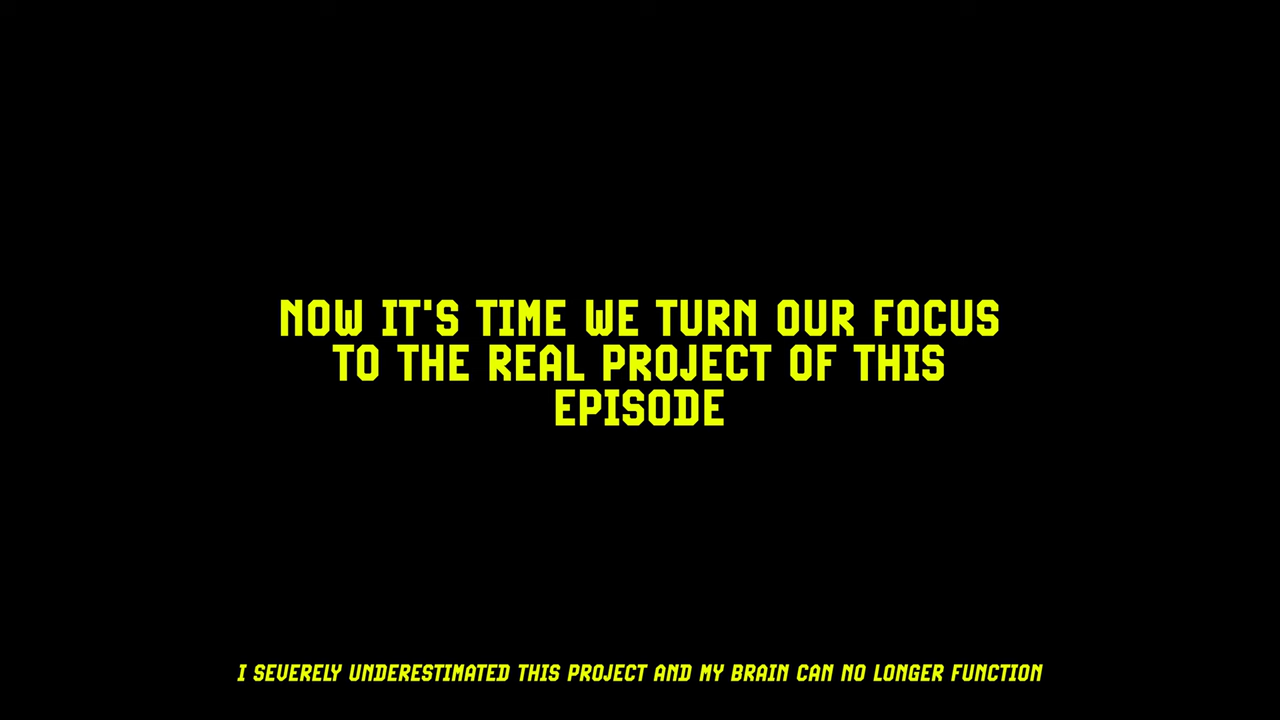 NOW IT'S TIME WE TURN OUR FOCUS
TO THE REAL PROJECT OF THIS
EPISODE
I SEVERELY UNDERESTIMATED THIS PROJECT AND MY BRAIN CAN NO LONGER FUNCTION